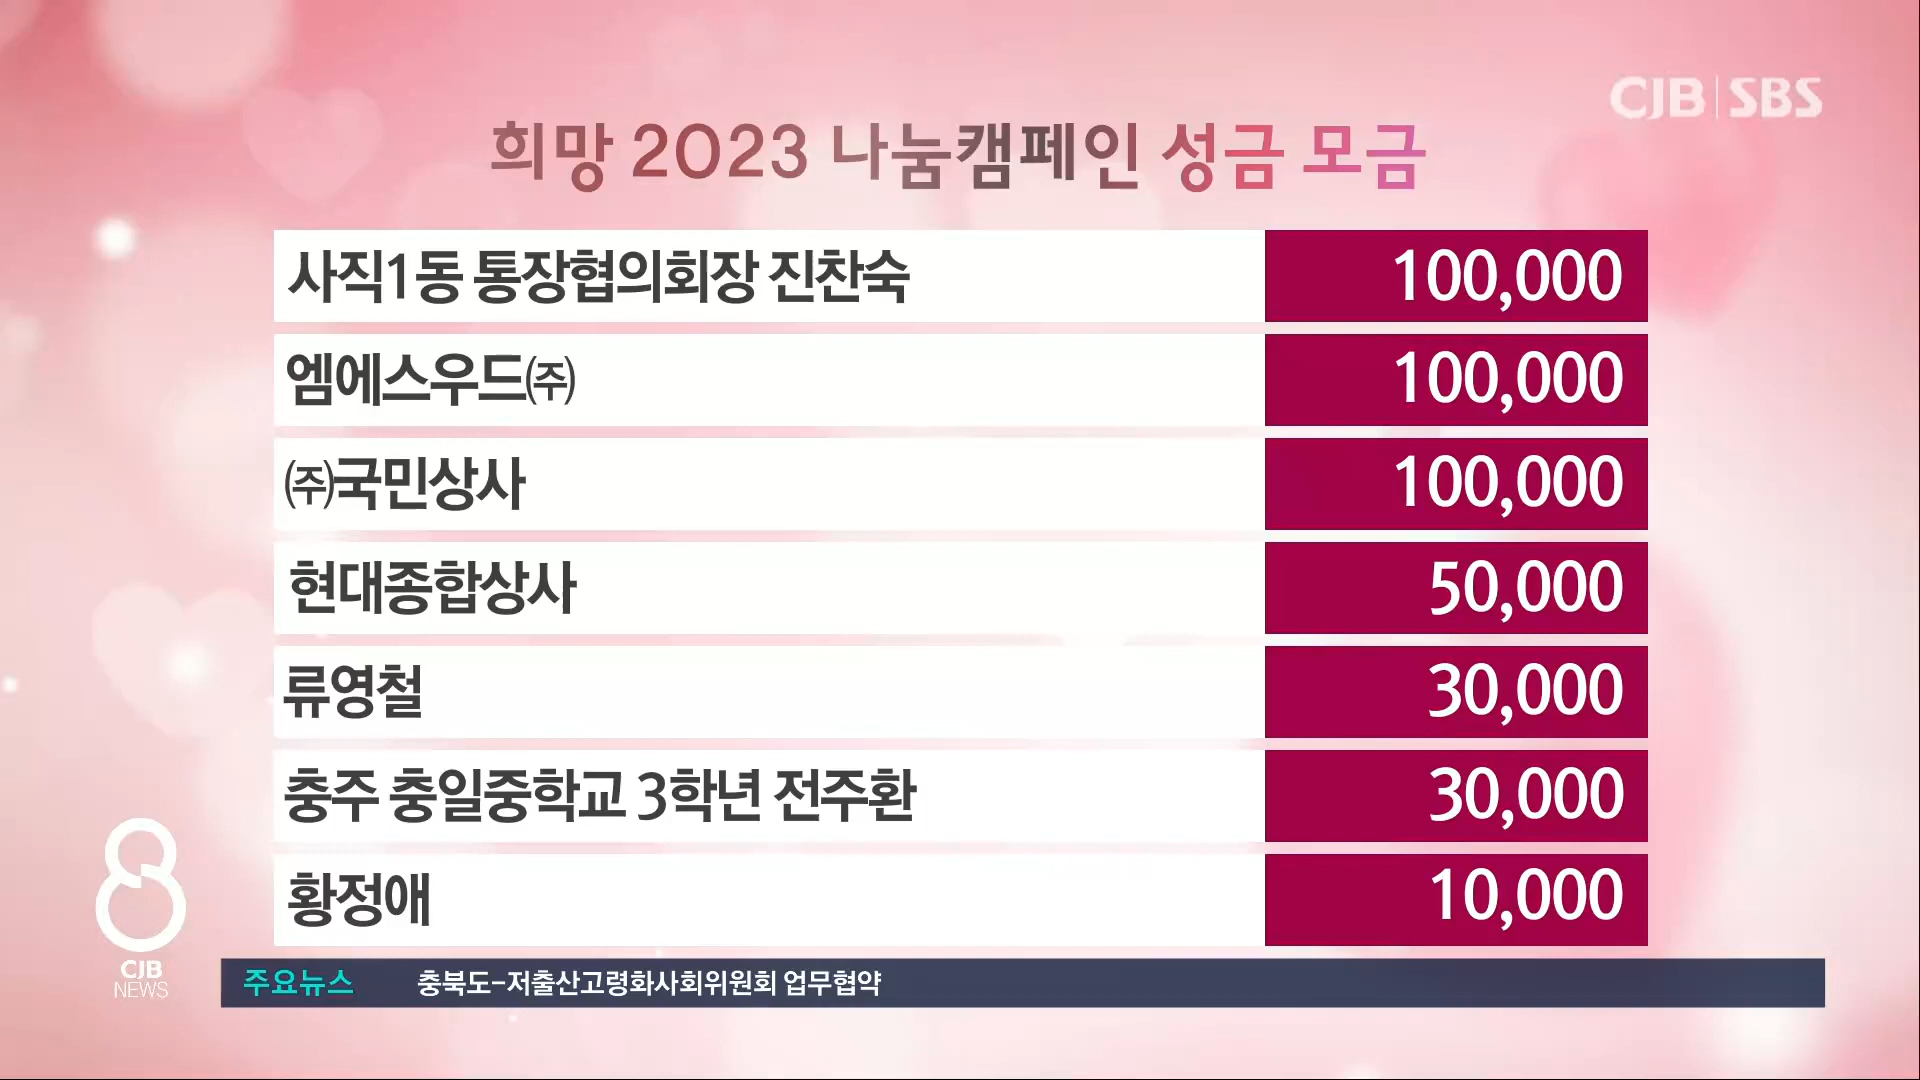 CJB SBS
희망 2023 나눔캠페인 성금 모금
사직1동 통장협의회장 진찬숙 100,000
엠에스우드㈜ 100,000
㈜국민상사 100,000
현대종합상사 50,000
류영철 30,000
충주 충일중학교 3학년 전주환 30,000
황정애 10,000
8
CJB
NEWS
주요뉴스 충북도-저출산고령화사회위원회 업무협약